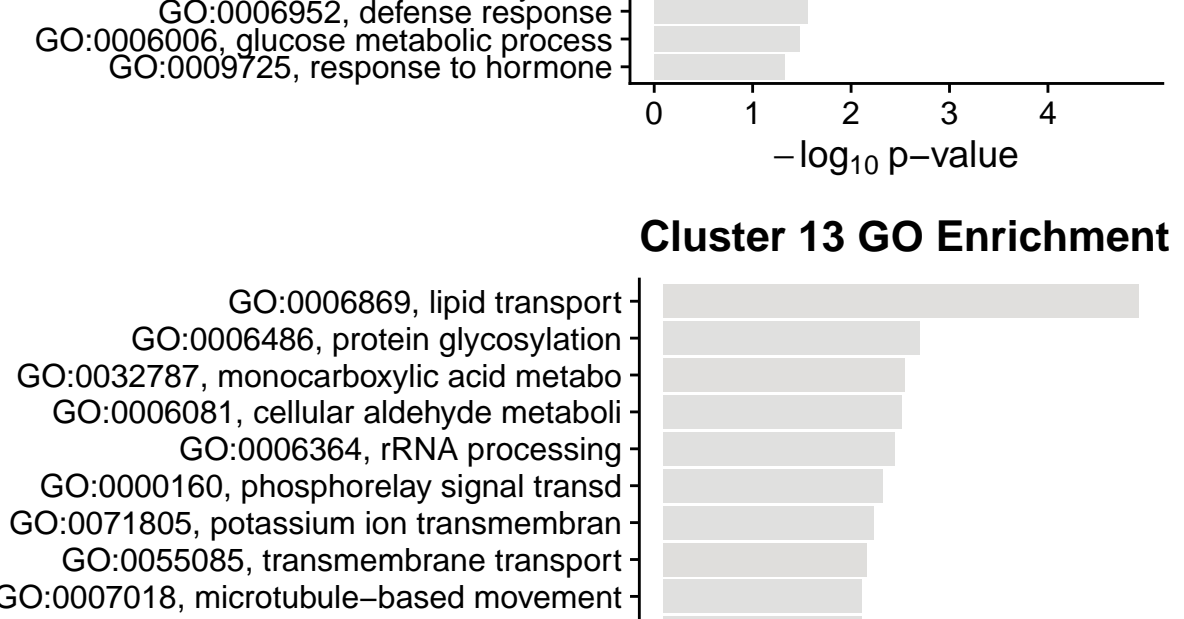 GO:0006952, defense response
GO:0006006, glucose metabolic process
GO:0009725, response to hormone
0 1 2 3 4
−log10 p−value
Cluster 13 GO Enrichment
GO:0006869, lipid transport
GO:0006486, protein glycosylation
GO:0032787, monocarboxylic acid metabo
GO:0006081, cellular aldehyde metaboli
GO:0006364, rRNA processing
GO:0000160, phosphorelay signal transd
GO:0071805, potassium ion transmembran
GO:0055085, transmembrane transport
GO:0007018, microtubule−based movement